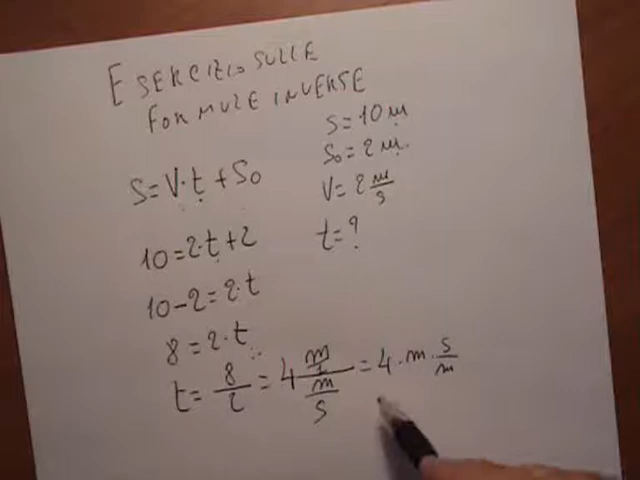 ESERCIZIO SULLE
FORMULE INVERSE
S=10 m
S₀=2 m.
S=V·t+S₀
V=2 m/s
t=?
10=2·t+2
10-2=2·t
8=2·t
t=8/2=4 (m/1)/(m/s)=4·m·s/m